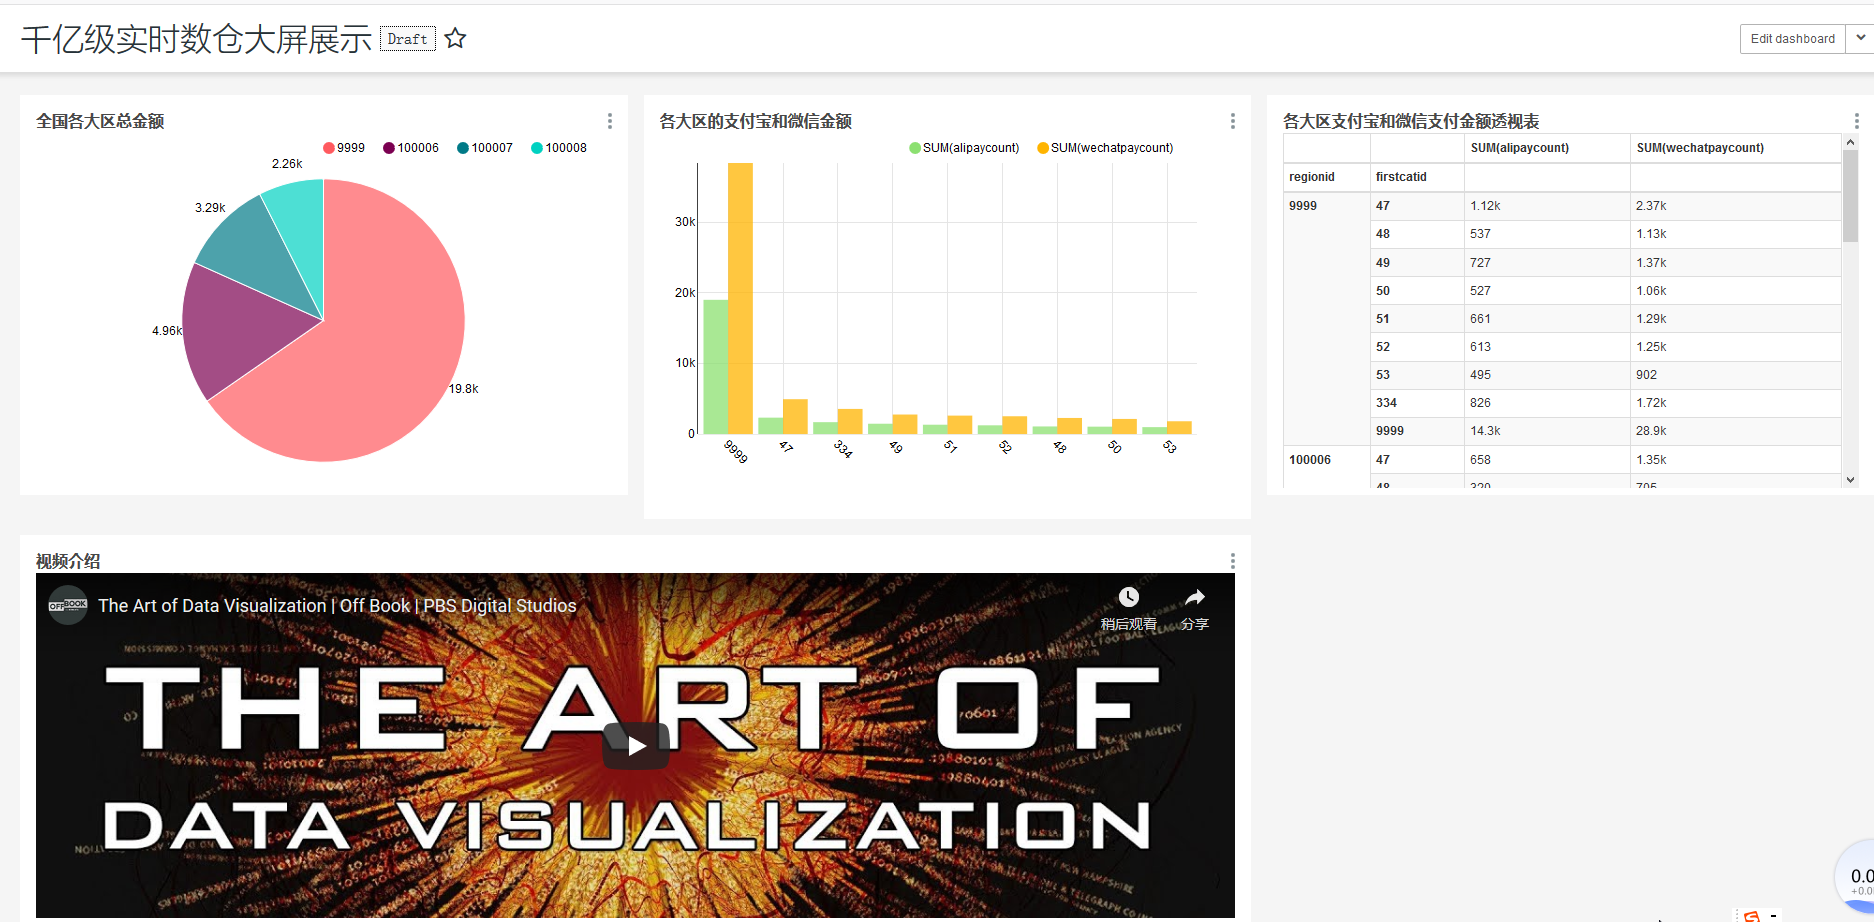 千亿级实时数仓大屏展示 Draft
Edit dashboard
全国各大区总金额
9999 100006 100007 100008
2.26k
3.29k
4.96k
19.8k
各大区的支付宝和微信金额
SUM(alipaycount) SUM(wechatpaycount)
30k
20k
10k
0
9999 47 334 49 51 52 48 50 53
各大区支付宝和微信支付金额透视表
SUM(alipaycount) SUM(wechatpaycount)
regionid firstcatid
9999 47 1.12k 2.37k
48 537 1.13k
49 727 1.37k
50 527 1.06k
51 661 1.29k
52 613 1.25k
53 495 902
334 826 1.72k
9999 14.3k 28.9k
100006 47 658 1.35k
48 320 705
视频介绍
OFFBOOK
The Art of Data Visualization | Off Book | PBS Digital Studios
稍后观看 分享
THE ART OF
DATA VISUALIZATION
0.0
+0.0